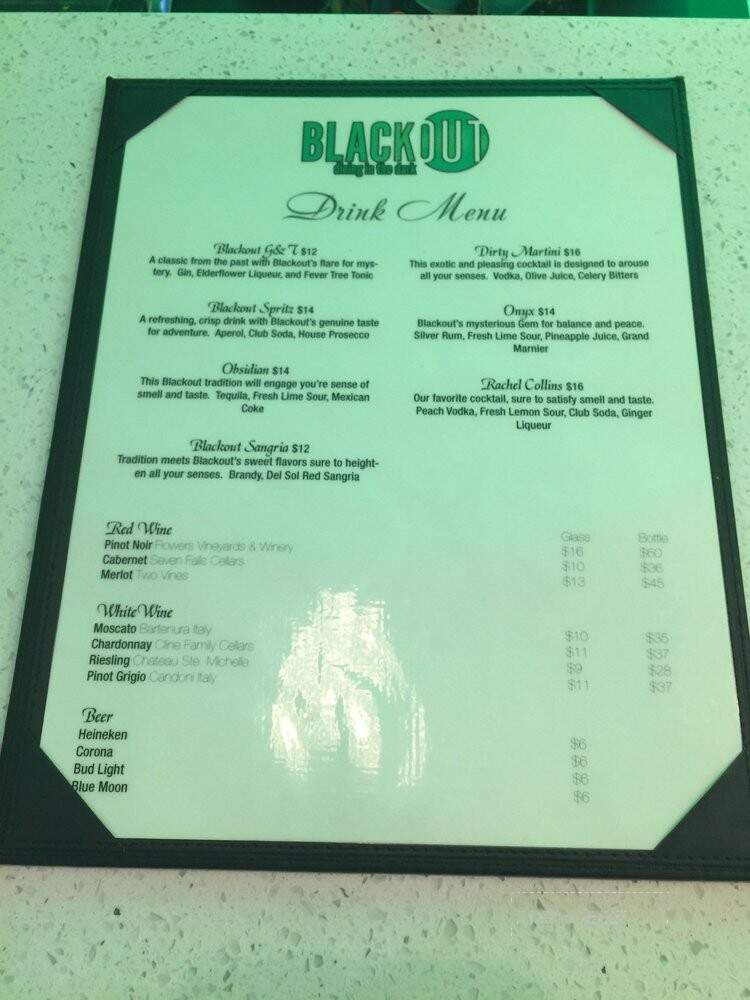 BLACKOUT
dining in the dark
Drink Menu
Blackout G&T $12
A classic from the past with Blackout's flare for mys-
tery. Gin, Elderflower Liqueur, and Fever Tree Tonic
Blackout Spritz $14
A refreshing, crisp drink with Blackout's genuine taste
for adventure. Aperol, Club Soda, House Prosecco
Obsidian $14
This Blackout tradition will engage you're sense of
smell and taste. Tequila, Fresh Lime Sour, Mexican
Coke
Blackout Sangria $12
Tradition meets Blackout's sweet flavors sure to height-
en all your senses. Brandy, Del Sol Red Sangria
Dirty Martini $16
This exotic and pleasing cocktail is designed to arouse
all your senses. Vodka, Olive Juice, Celery Bitters
Onyx $14
Blackout's mysterious Gem for balance and peace.
Silver Rum, Fresh Lime Sour, Pineapple Juice, Grand
Marnier
Rachel Collins $16
Our favorite cocktail, sure to satisfy smell and taste.
Peach Vodka, Fresh Lemon Sour, Club Soda, Ginger
Liqueur
Red Wine Glass Bottle
Pinot Noir Flowers Vineyards & Winery $16 $60
Cabernet Seven Falls Cellars $10 $36
Merlot Two Vines $13 $45
White Wine
Moscato Bartenura Italy $10 $35
Chardonnay Cline Family Cellars $11 $37
Riesling Chateau Ste. Michelle $9 $28
Pinot Grigio Candoni Italy $11 $37
Beer
Heineken $6
Corona $6
Bud Light $6
Blue Moon $6